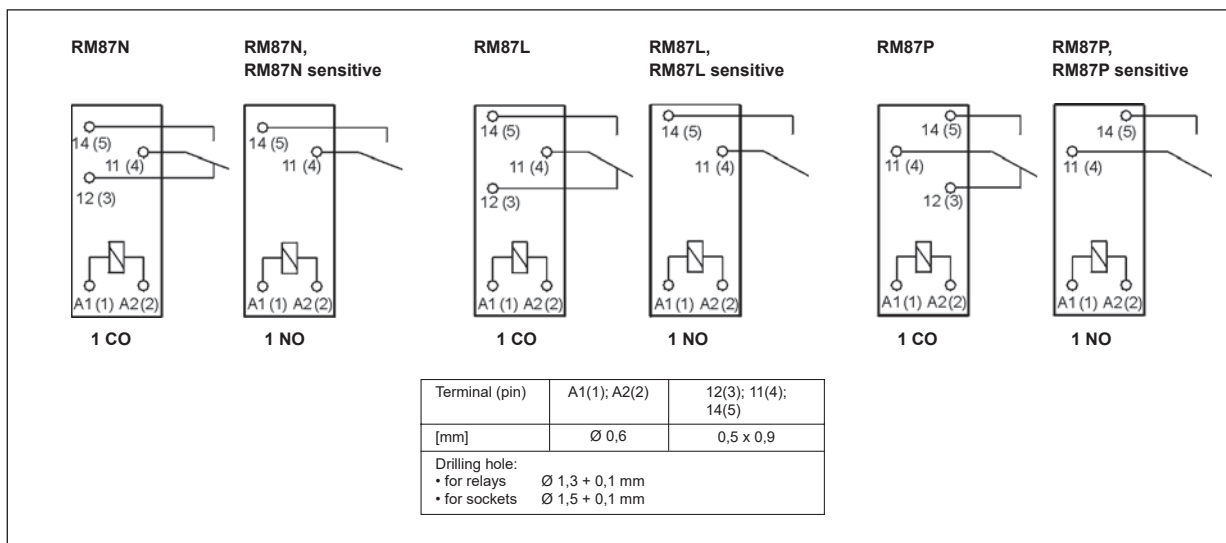 RM87N
RM87N,
RM87N sensitive
RM87L
RM87L,
RM87L sensitive
RM87P
RM87P,
RM87P sensitive
14 (5)
11 (4)
12 (3)
A1 (1) A2 (2)
1 CO
14 (5)
11 (4)
A1 (1) A2 (2)
1 NO
14 (5)
11 (4)
12 (3)
A1 (1) A2 (2)
1 CO
14 (5)
11 (4)
A1 (1) A2 (2)
1 NO
14 (5)
11 (4)
12 (3)
A1 (1) A2 (2)
1 CO
14 (5)
11 (4)
A1 (1) A2 (2)
1 NO
Terminal (pin) A1(1); A2(2) 12(3); 11(4);
14(5)
[mm] Ø 0,6 0,5 x 0,9
Drilling hole:
• for relays Ø 1,3 + 0,1 mm
• for sockets Ø 1,5 + 0,1 mm